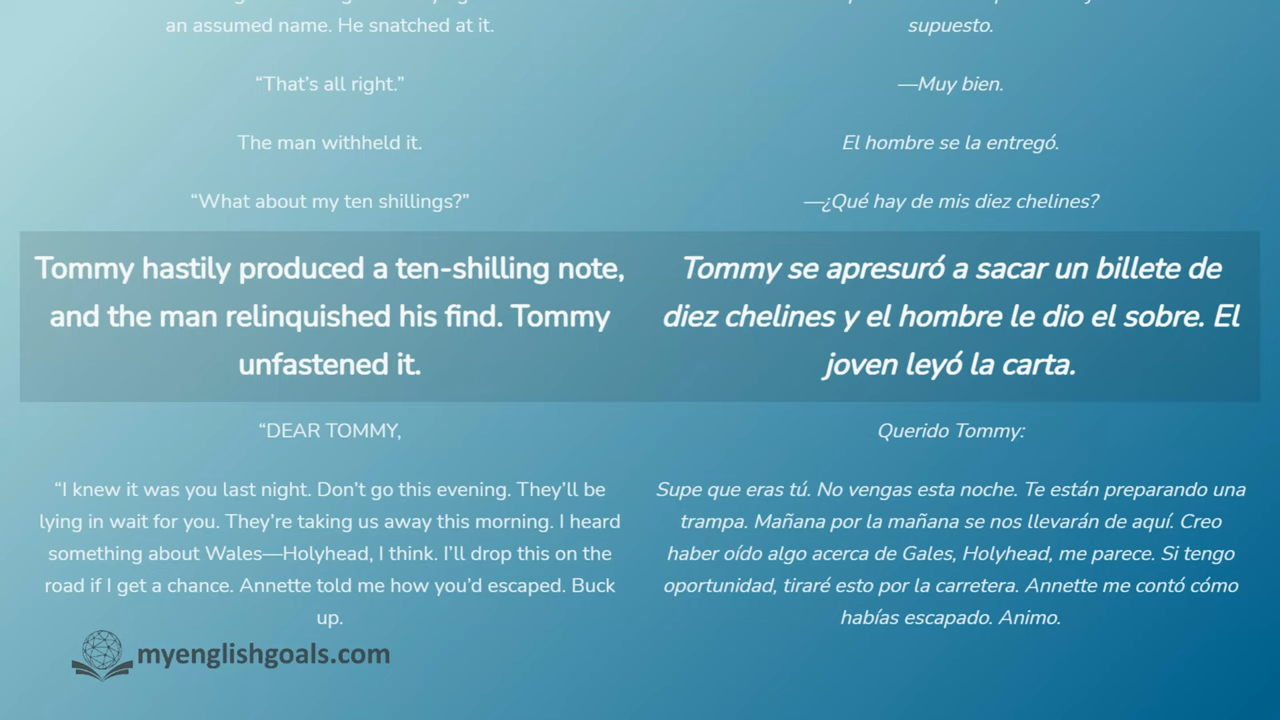 an assumed name. He snatched at it.
“That’s all right.”
The man withheld it.
“What about my ten shillings?”
Tommy hastily produced a ten-shilling note,
and the man relinquished his find. Tommy
unfastened it.
“DEAR TOMMY,
“I knew it was you last night. Don’t go this evening. They’ll be
lying in wait for you. They’re taking us away this morning. I heard
something about Wales—Holyhead, I think. I’ll drop this on the
road if I get a chance. Annette told me how you’d escaped. Buck
up.
supuesto.
—Muy bien.
El hombre se la entregó.
—¿Qué hay de mis diez chelines?
Tommy se apresuró a sacar un billete de
diez chelines y el hombre le dio el sobre. El
joven leyó la carta.
Querido Tommy:
Supe que eras tú. No vengas esta noche. Te están preparando una
trampa. Mañana por la mañana se nos llevarán de aquí. Creo
haber oído algo acerca de Gales, Holyhead, me parece. Si tengo
oportunidad, tiraré esto por la carretera. Annette me contó cómo
habías escapado. Animo.
myenglishgoals.com